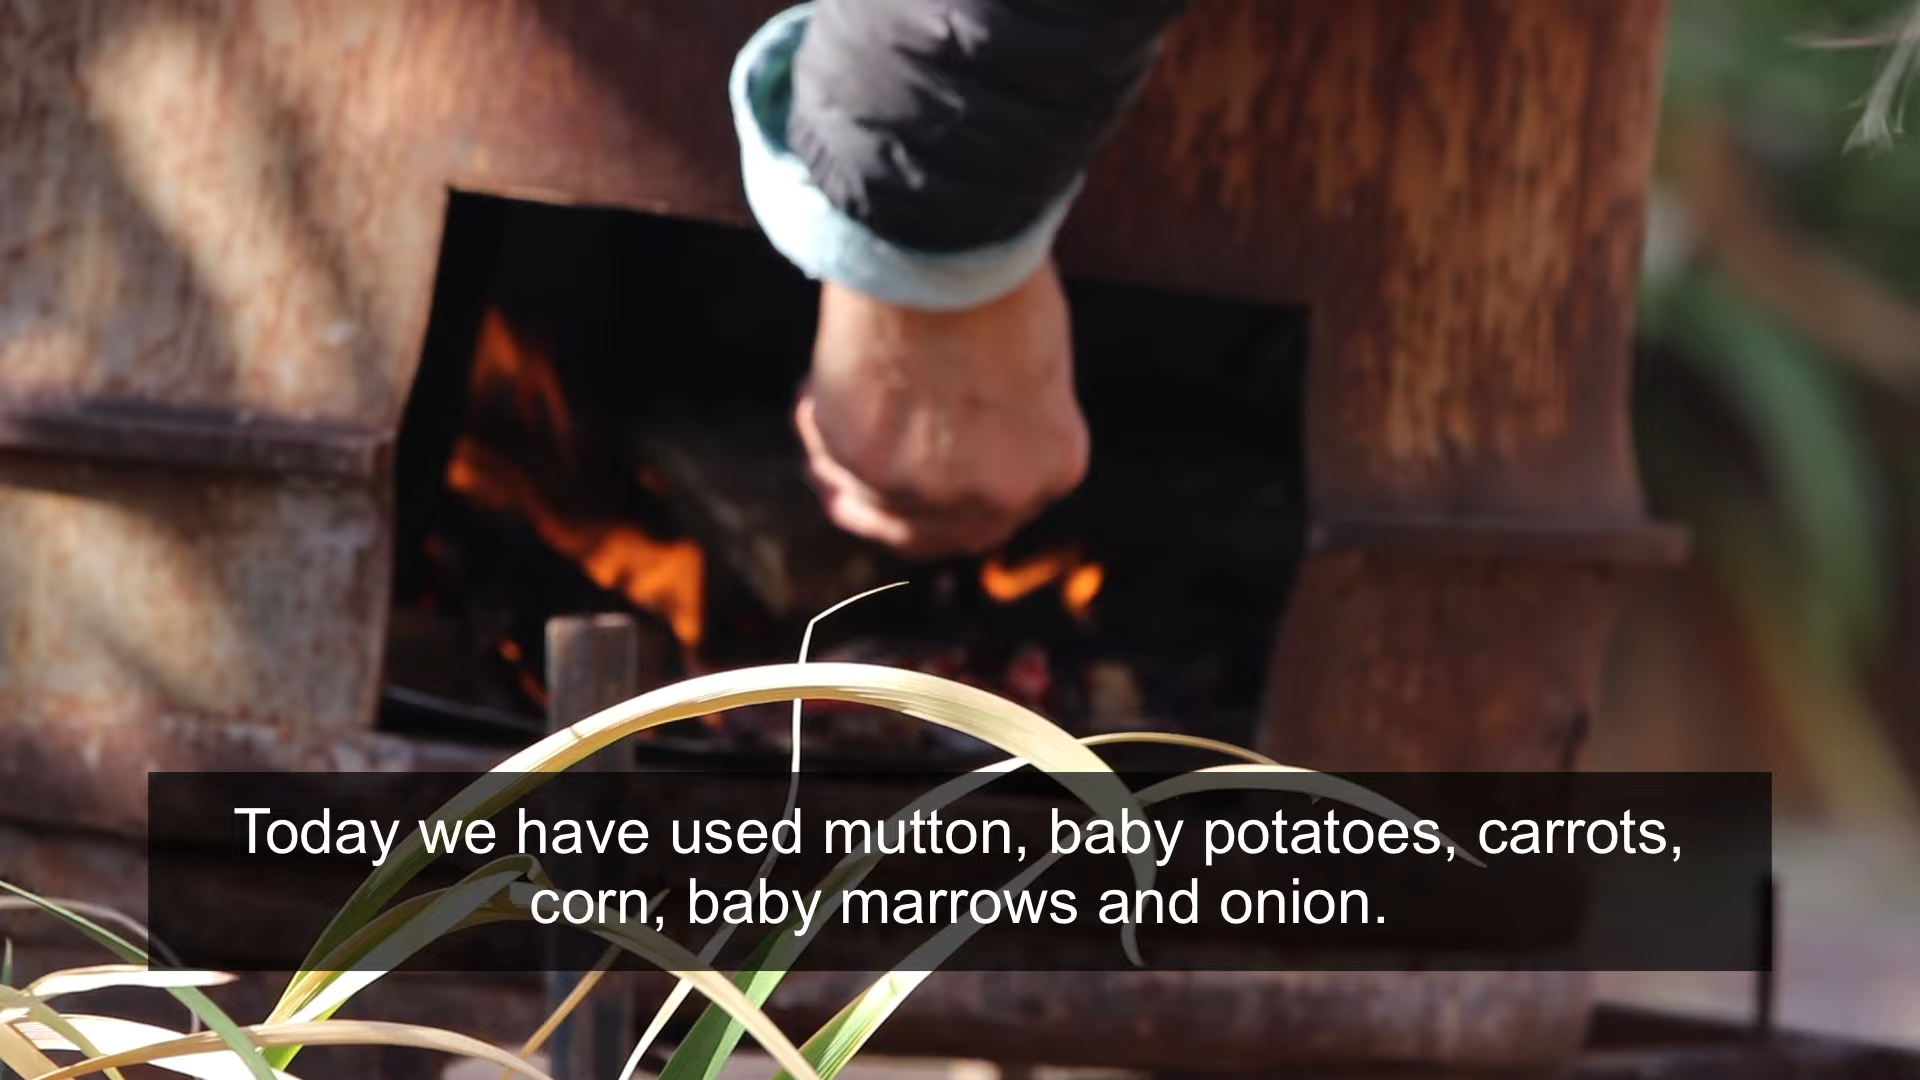 Today we have used mutton, baby potatoes, carrots,
corn, baby marrows and onion.